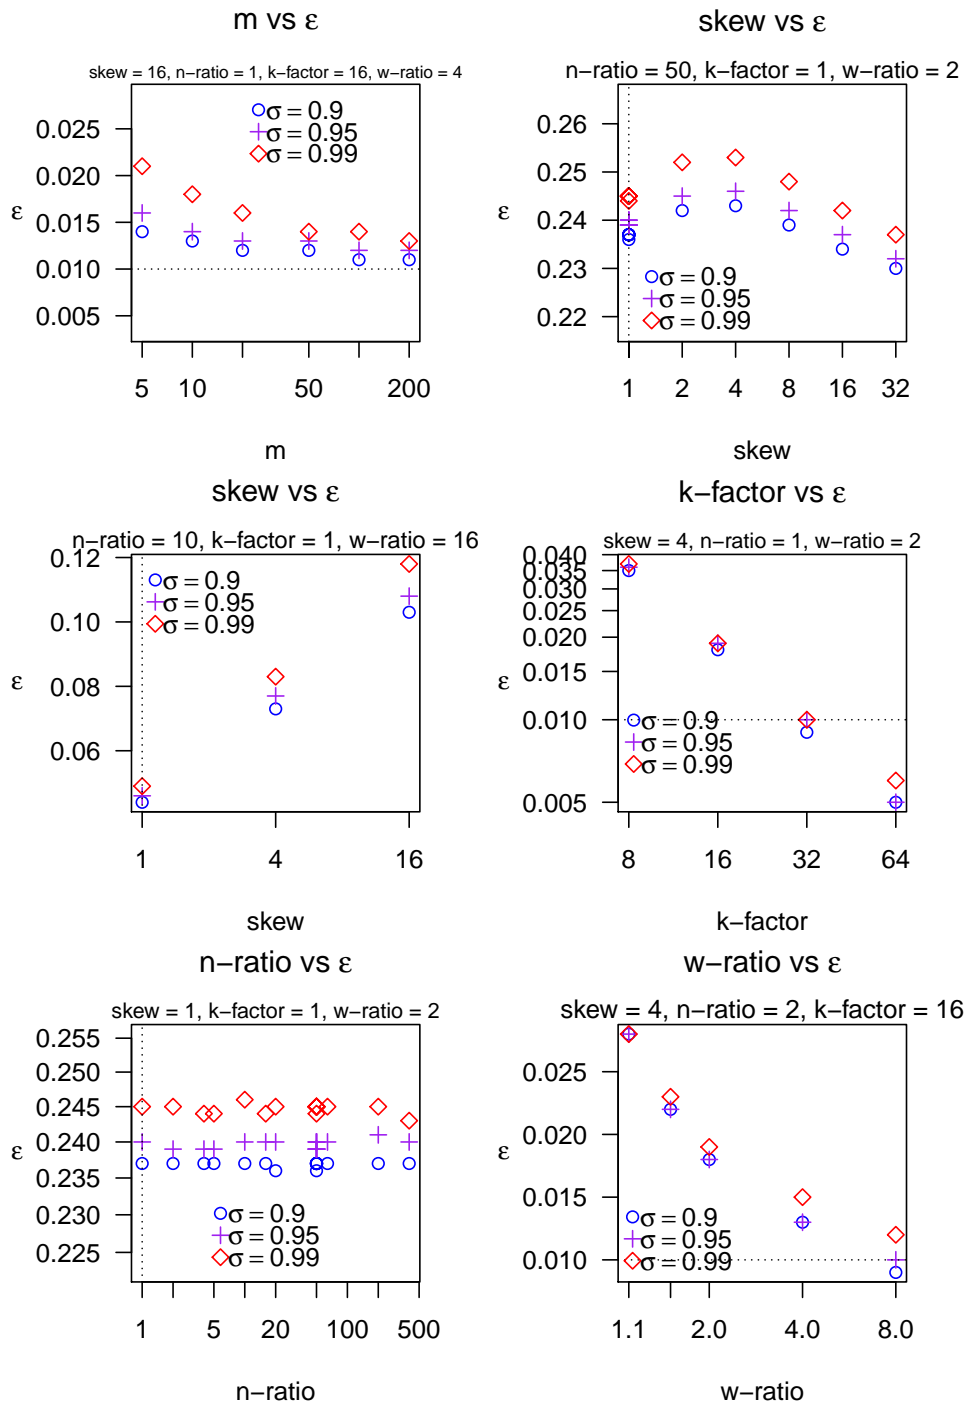 m vs ε
skew = 16, n−ratio = 1, k−factor = 16, w−ratio = 4
σ = 0.9
σ = 0.95
σ = 0.99
0.025
0.020
0.015
0.010
0.005
ε
5 10 50 200
m
skew vs ε
n−ratio = 50, k−factor = 1, w−ratio = 2
0.26
0.25
0.24
0.23
0.22
ε
σ = 0.9
σ = 0.95
σ = 0.99
1 2 4 8 16 32
skew
skew vs ε
n−ratio = 10, k−factor = 1, w−ratio = 16
σ = 0.9
σ = 0.95
σ = 0.99
0.12
0.10
0.08
0.06
ε
1 4 16
skew
k−factor vs ε
skew = 4, n−ratio = 1, w−ratio = 2
0.040
0.035
0.030
0.025
0.020
0.015
0.010
0.005
ε
σ = 0.9
σ = 0.95
σ = 0.99
8 16 32 64
k−factor
n−ratio vs ε
skew = 1, k−factor = 1, w−ratio = 2
0.255
0.250
0.245
0.240
0.235
0.230
0.225
ε
σ = 0.9
σ = 0.95
σ = 0.99
1 5 20 100 500
n−ratio
w−ratio vs ε
skew = 4, n−ratio = 2, k−factor = 16
0.025
0.020
0.015
0.010
ε
σ = 0.9
σ = 0.95
σ = 0.99
1.1 2.0 4.0 8.0
w−ratio